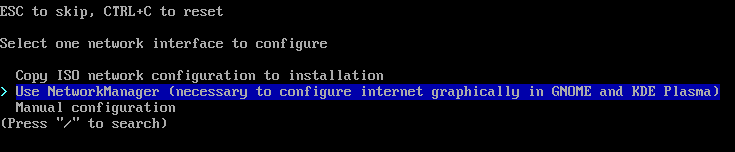 ESC to skip, CTRL+C to reset
Select one network interface to configure
Copy ISO network configuration to installation
> Use NetworkManager (necessary to configure internet graphically in GNOME and KDE Plasma)
Manual configuration
(Press "/" to search)